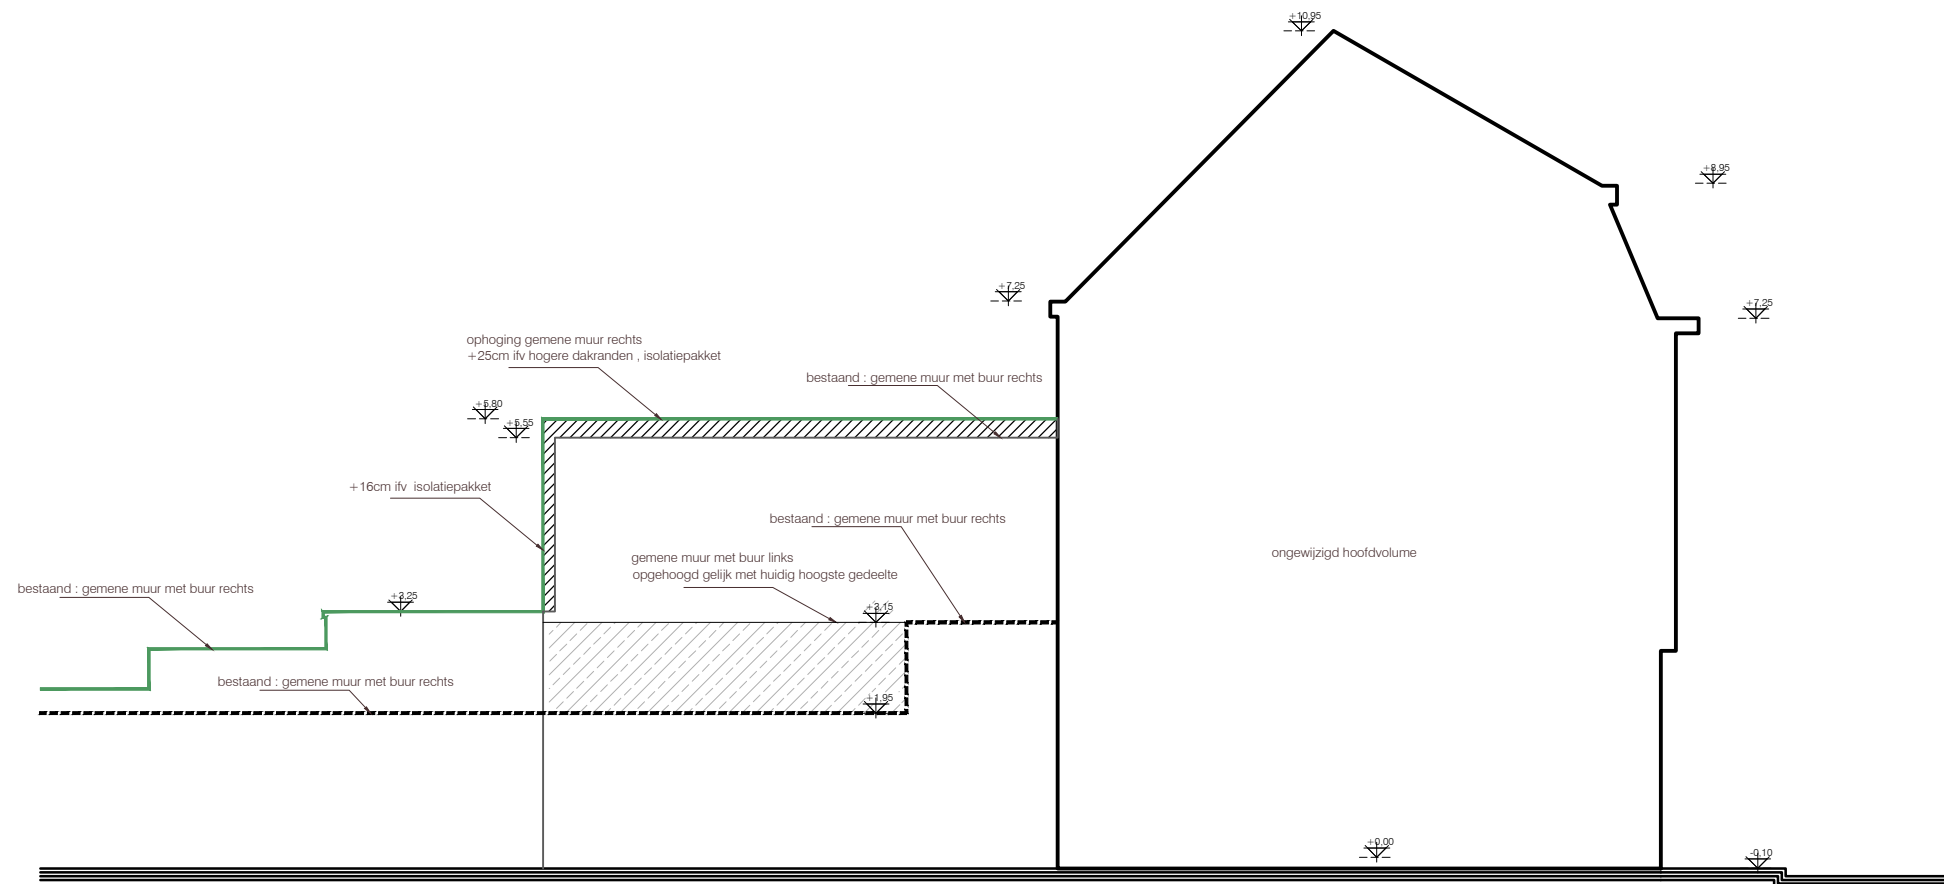 +10.95
+8.95
+7.25
+7.25
ophoging gemene muur rechts
+25cm ifv hogere dakranden , isolatiepakket
bestaand : gemene muur met buur rechts
+5.80
+5.55
+16cm ifv isolatiepakket
bestaand : gemene muur met buur rechts
gemene muur met buur links
opgehoogd gelijk met huidig hoogste gedeelte
ongewijzigd hoofdvolume
bestaand : gemene muur met buur rechts
+3.25
+3.15
bestaand : gemene muur met buur rechts
+1.95
+0.00
-0.10